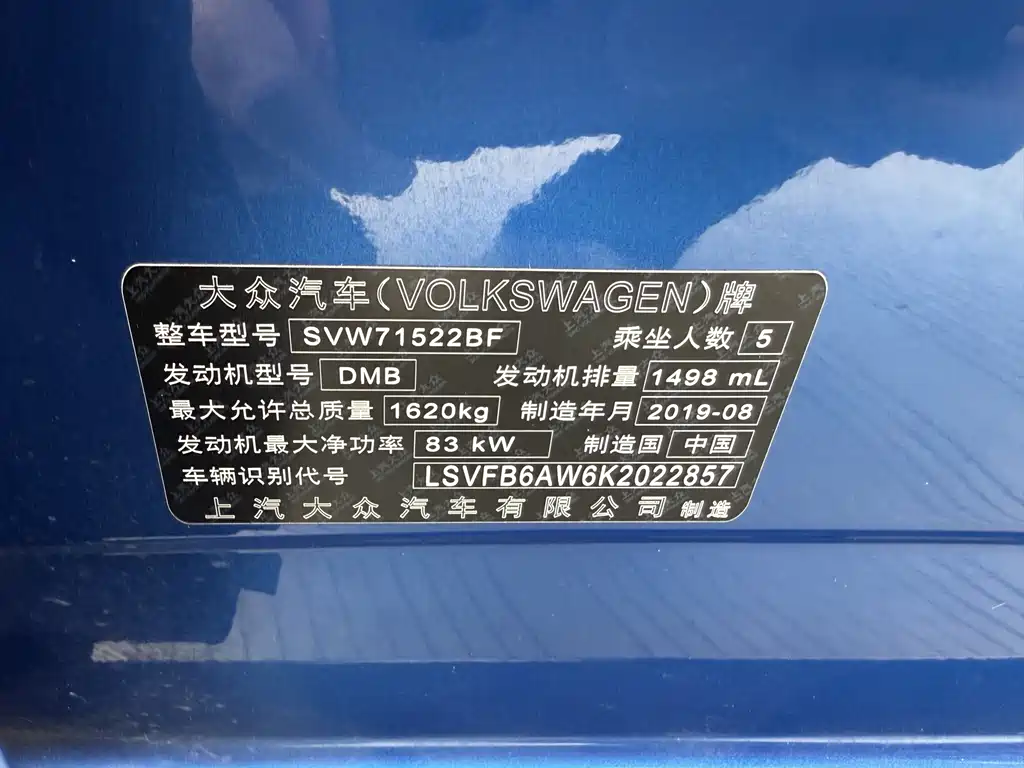 大众汽车(VOLKSWAGEN)牌
整车型号 SVW71522BF 乘坐人数 5
发动机型号 DMB 发动机排量 1498 mL
最大允许总质量 1620kg 制造年月 2019-08
发动机最大净功率 83 kW 制造国 中国
车辆识别代号 LSVFB6AW6K2022857
上汽大众汽车有限公司 制造